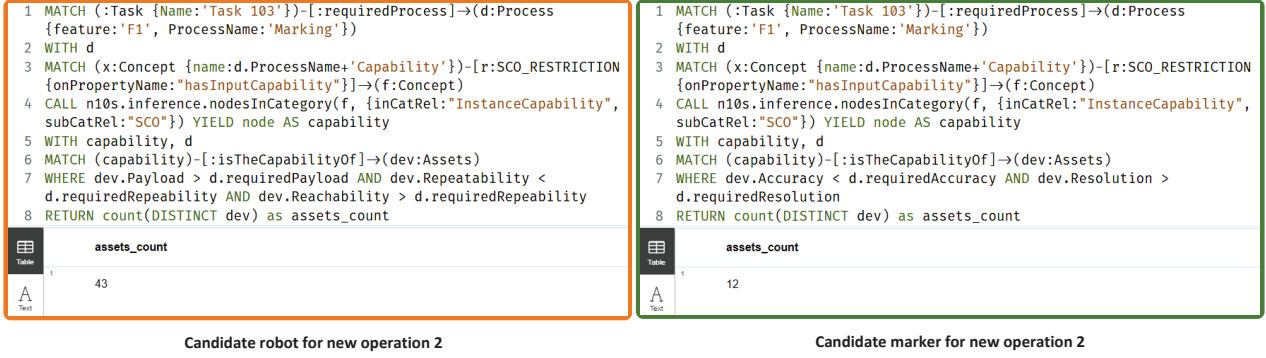 1 MATCH (:Task {Name:'Task 103'})-[:requiredProcess]→(d:Process
{feature:'F1', ProcessName:'Marking'})
2 WITH d
3 MATCH (x:Concept {name:d.ProcessName+'Capability'})-[r:SCO_RESTRICTION
{onPropertyName:"hasInputCapability"}]→(f:Concept)
4 CALL n10s.inference.nodesInCategory(f, {inCatRel:"InstanceCapability",
subCatRel:"SCO"}) YIELD node AS capability
5 WITH capability, d
6 MATCH (capability)-[:isTheCapabilityOf]→(dev:Assets)
7 WHERE dev.Payload > d.requiredPayload AND dev.Repeatability <
d.requiredRepeability AND dev.Reachability > d.requiredRepeability
8 RETURN count(DISTINCT dev) as assets_count
Table
assets_count
1
43
A
Text
Candidate robot for new operation 2
1 MATCH (:Task {Name:'Task 103'})-[:requiredProcess]→(d:Process
{feature:'F1', ProcessName:'Marking'})
2 WITH d
3 MATCH (x:Concept {name:d.ProcessName+'Capability'})-[r:SCO_RESTRICTION
{onPropertyName:"hasInputCapability"}]→(f:Concept)
4 CALL n10s.inference.nodesInCategory(f, {inCatRel:"InstanceCapability",
subCatRel:"SCO"}) YIELD node AS capability
5 WITH capability, d
6 MATCH (capability)-[:isTheCapabilityOf]→(dev:Assets)
7 WHERE dev.Accuracy < d.requiredAccuracy AND dev.Resolution >
d.requiredResolution
8 RETURN count(DISTINCT dev) as assets_count
Table
assets_count
1
12
A
Text
Candidate marker for new operation 2